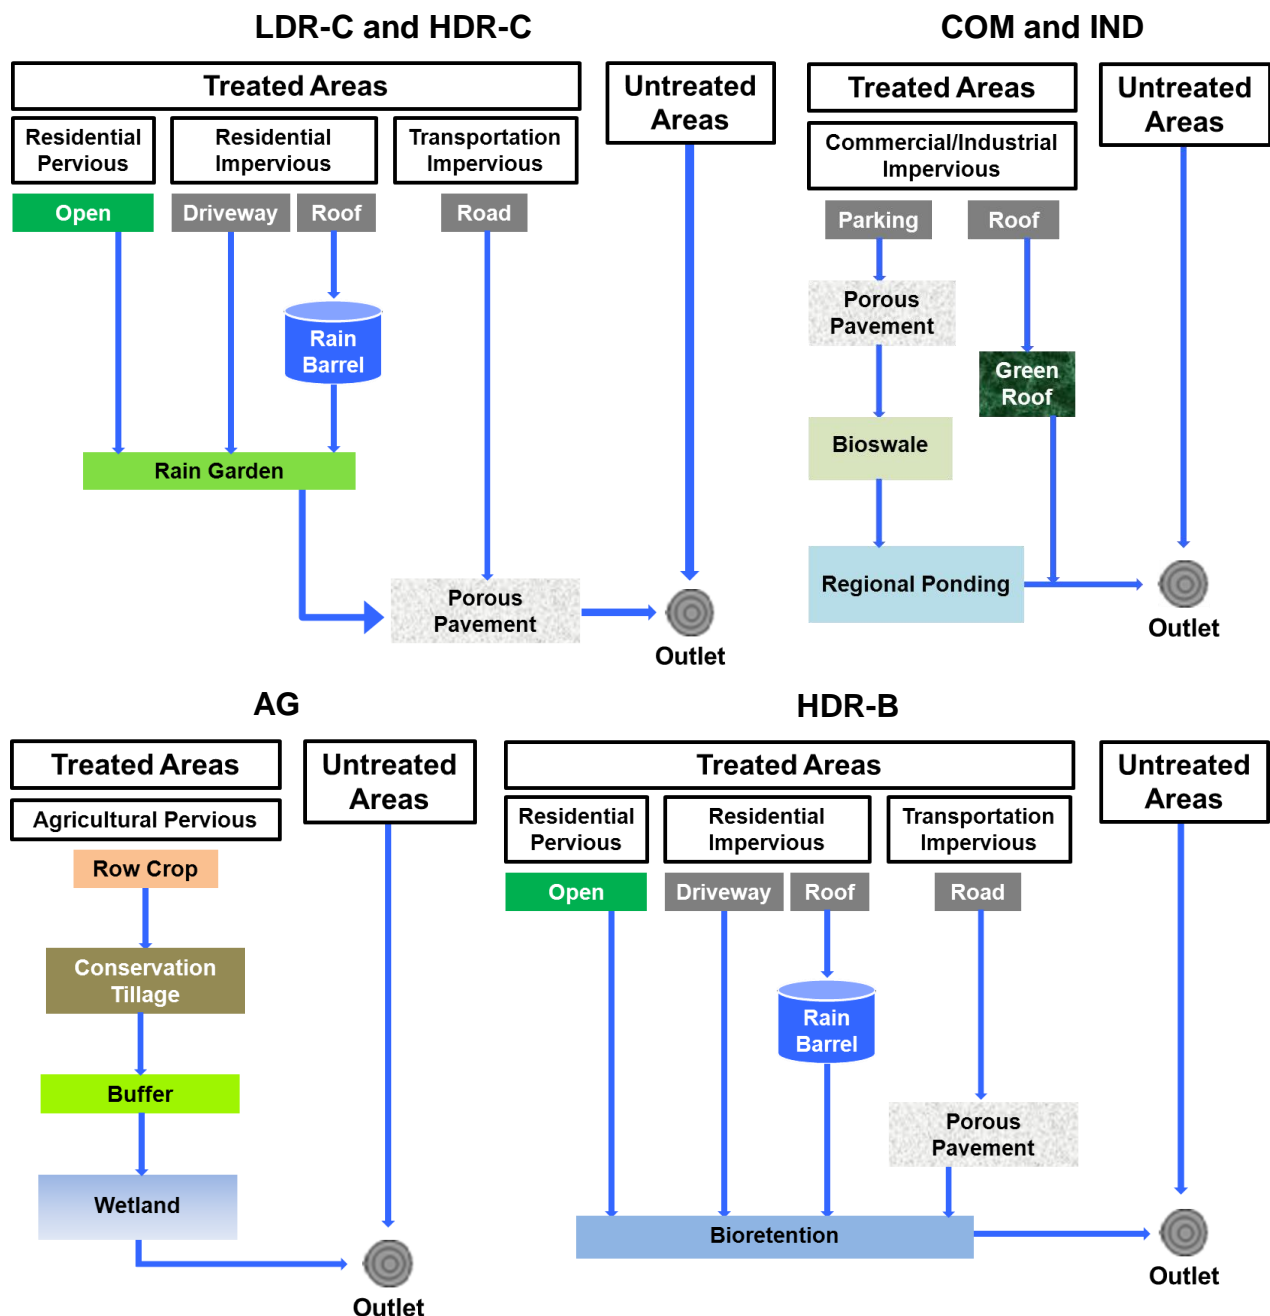 LDR-C and HDR-C
Treated Areas
Untreated
Areas
Residential
Pervious
Residential
Impervious
Transportation
Impervious
Open
Driveway
Roof
Road
Rain
Barrel
Rain Garden
Porous
Pavement
Outlet
COM and IND
Treated Areas
Untreated
Areas
Commercial/Industrial
Impervious
Parking
Roof
Porous
Pavement
Green
Roof
Bioswale
Regional Ponding
Outlet
AG
Treated Areas
Untreated
Areas
Agricultural Pervious
Row Crop
Conservation
Tillage
Buffer
Wetland
Outlet
HDR-B
Treated Areas
Untreated
Areas
Residential
Pervious
Residential
Impervious
Transportation
Impervious
Open
Driveway
Roof
Road
Rain
Barrel
Porous
Pavement
Bioretention
Outlet